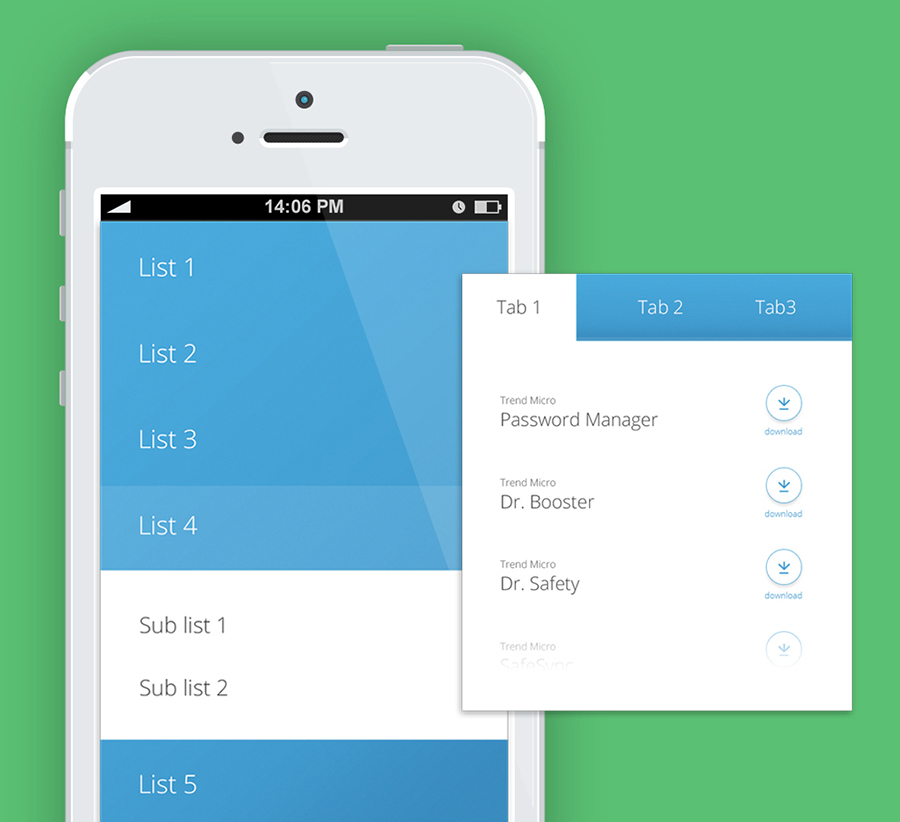 14:06 PM
List 1
List 2
List 3
List 4
Sub list 1
Sub list 2
List 5
Tab 1
Tab 2
Tab3
Trend Micro
Password Manager
download
Trend Micro
Dr. Booster
download
Trend Micro
Dr. Safety
download
Trend Micro
SafeSync